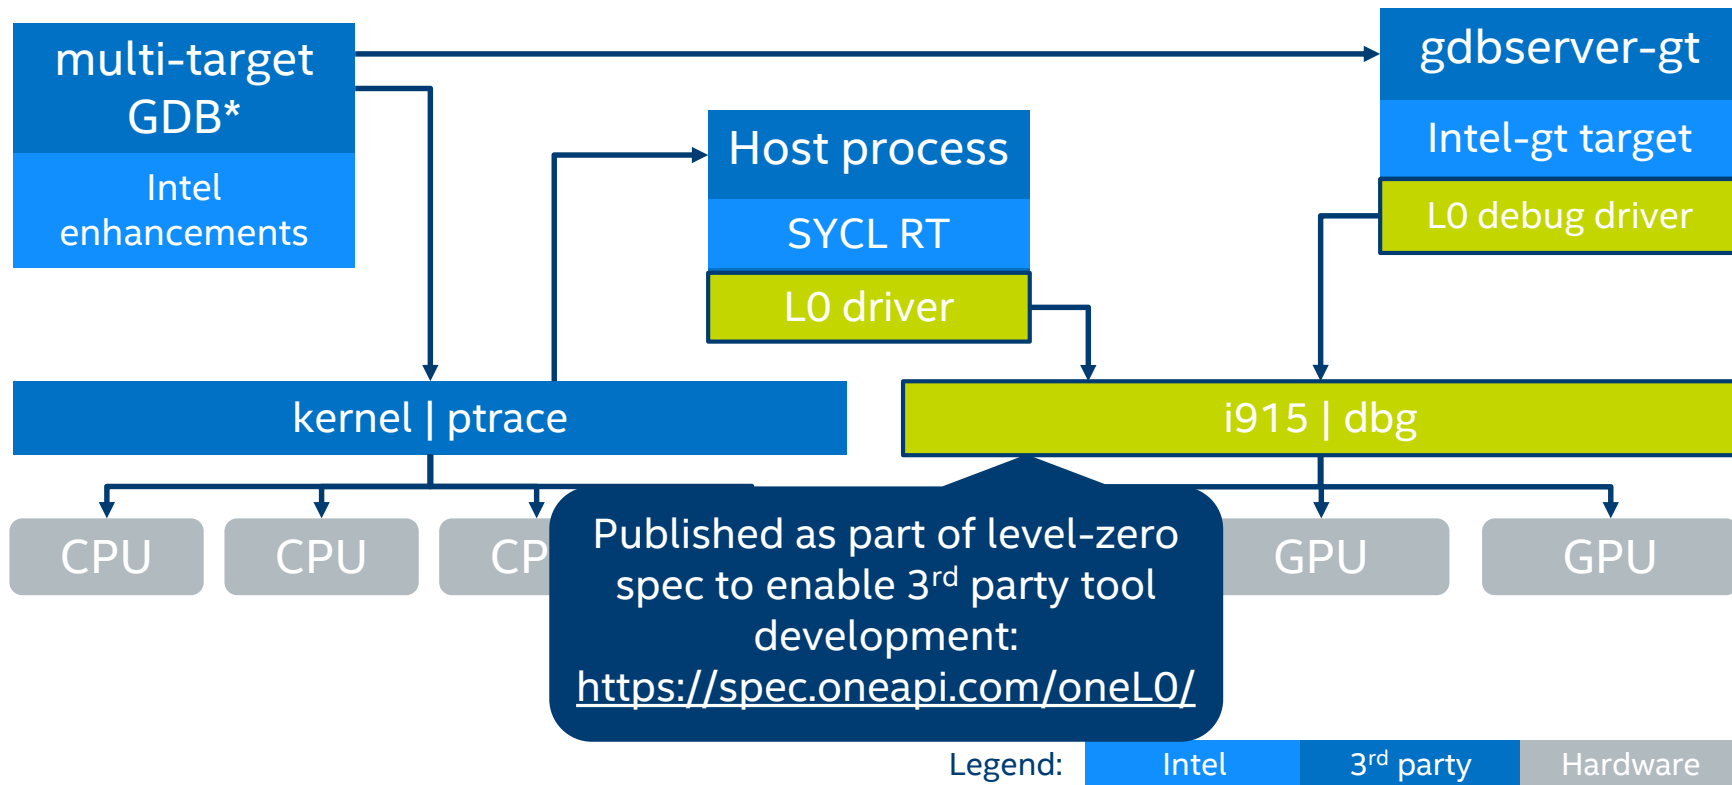 multi-target
GDB*
Intel
enhancements
gdbserver-gt
Intel-gt target
L0 debug driver
Host process
SYCL RT
L0 driver
kernel | ptrace
i915 | dbg
CPU
CPU
CP
GPU
GPU
Published as part of level-zero
spec to enable 3rd party tool
development:
https://spec.oneapi.com/oneL0/
Legend:
Intel
3rd party
Hardware